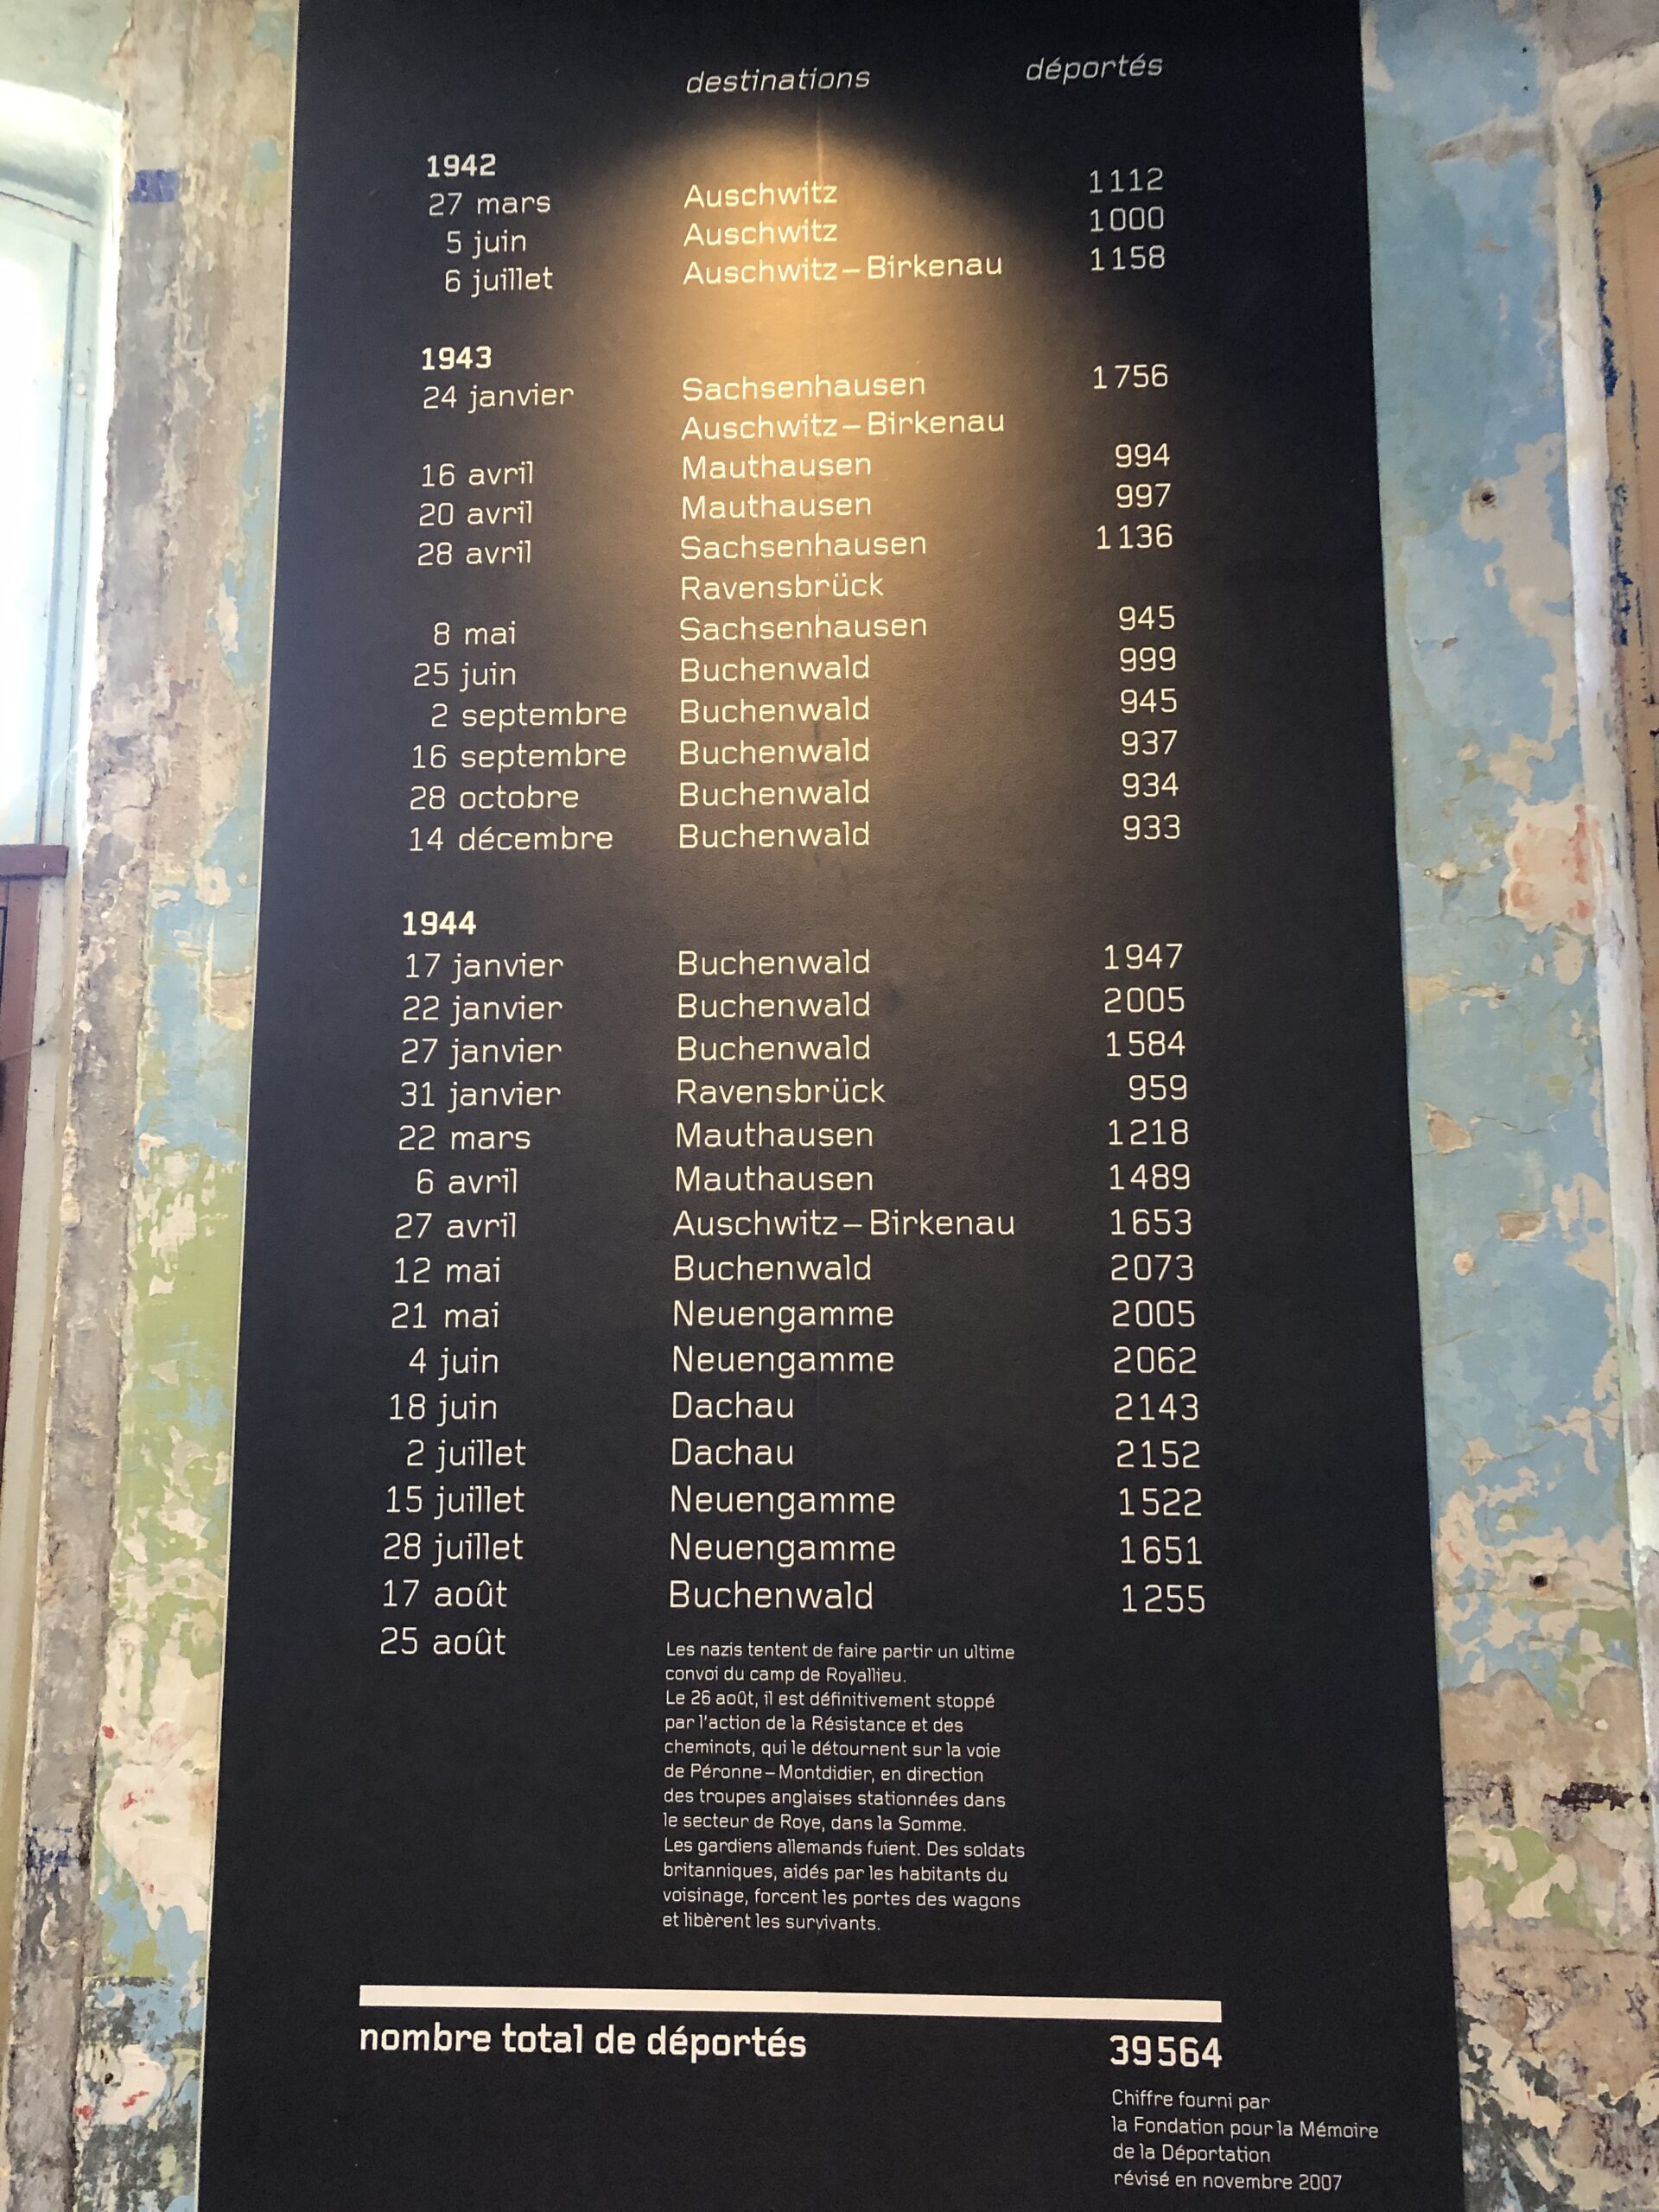 destinations déportés
1942
27 mars Auschwitz 1112
5 juin Auschwitz 1000
6 juillet Auschwitz–Birkenau 1158
1943
24 janvier Sachsenhausen 1756
Auschwitz–Birkenau
16 avril Mauthausen 994
20 avril Mauthausen 997
28 avril Sachsenhausen 1136
Ravensbrück
8 mai Sachsenhausen 945
25 juin Buchenwald 999
2 septembre Buchenwald 945
16 septembre Buchenwald 937
28 octobre Buchenwald 934
14 décembre Buchenwald 933
1944
17 janvier Buchenwald 1947
22 janvier Buchenwald 2005
27 janvier Buchenwald 1584
31 janvier Ravensbrück 959
22 mars Mauthausen 1218
6 avril Mauthausen 1489
27 avril Auschwitz–Birkenau 1653
12 mai Buchenwald 2073
21 mai Neuengamme 2005
4 juin Neuengamme 2062
18 juin Dachau 2143
2 juillet Dachau 2152
15 juillet Neuengamme 1522
28 juillet Neuengamme 1651
17 août Buchenwald 1255
25 août Les nazis tentent de faire partir un ultime
convoi du camp de Royallieu.
Le 26 août, il est définitivement stoppé
par l'action de la Résistance et des
cheminots, qui le détournent sur la voie
de Péronne–Montdidier, en direction
des troupes anglaises stationnées dans
le secteur de Roye, dans la Somme.
Les gardiens allemands fuient. Des soldats
britanniques, aidés par les habitants du
voisinage, forcent les portes des wagons
et libèrent les survivants.
nombre total de déportés 39564
Chiffre fourni par
la Fondation pour la Mémoire
de la Déportation
révisé en novembre 2007